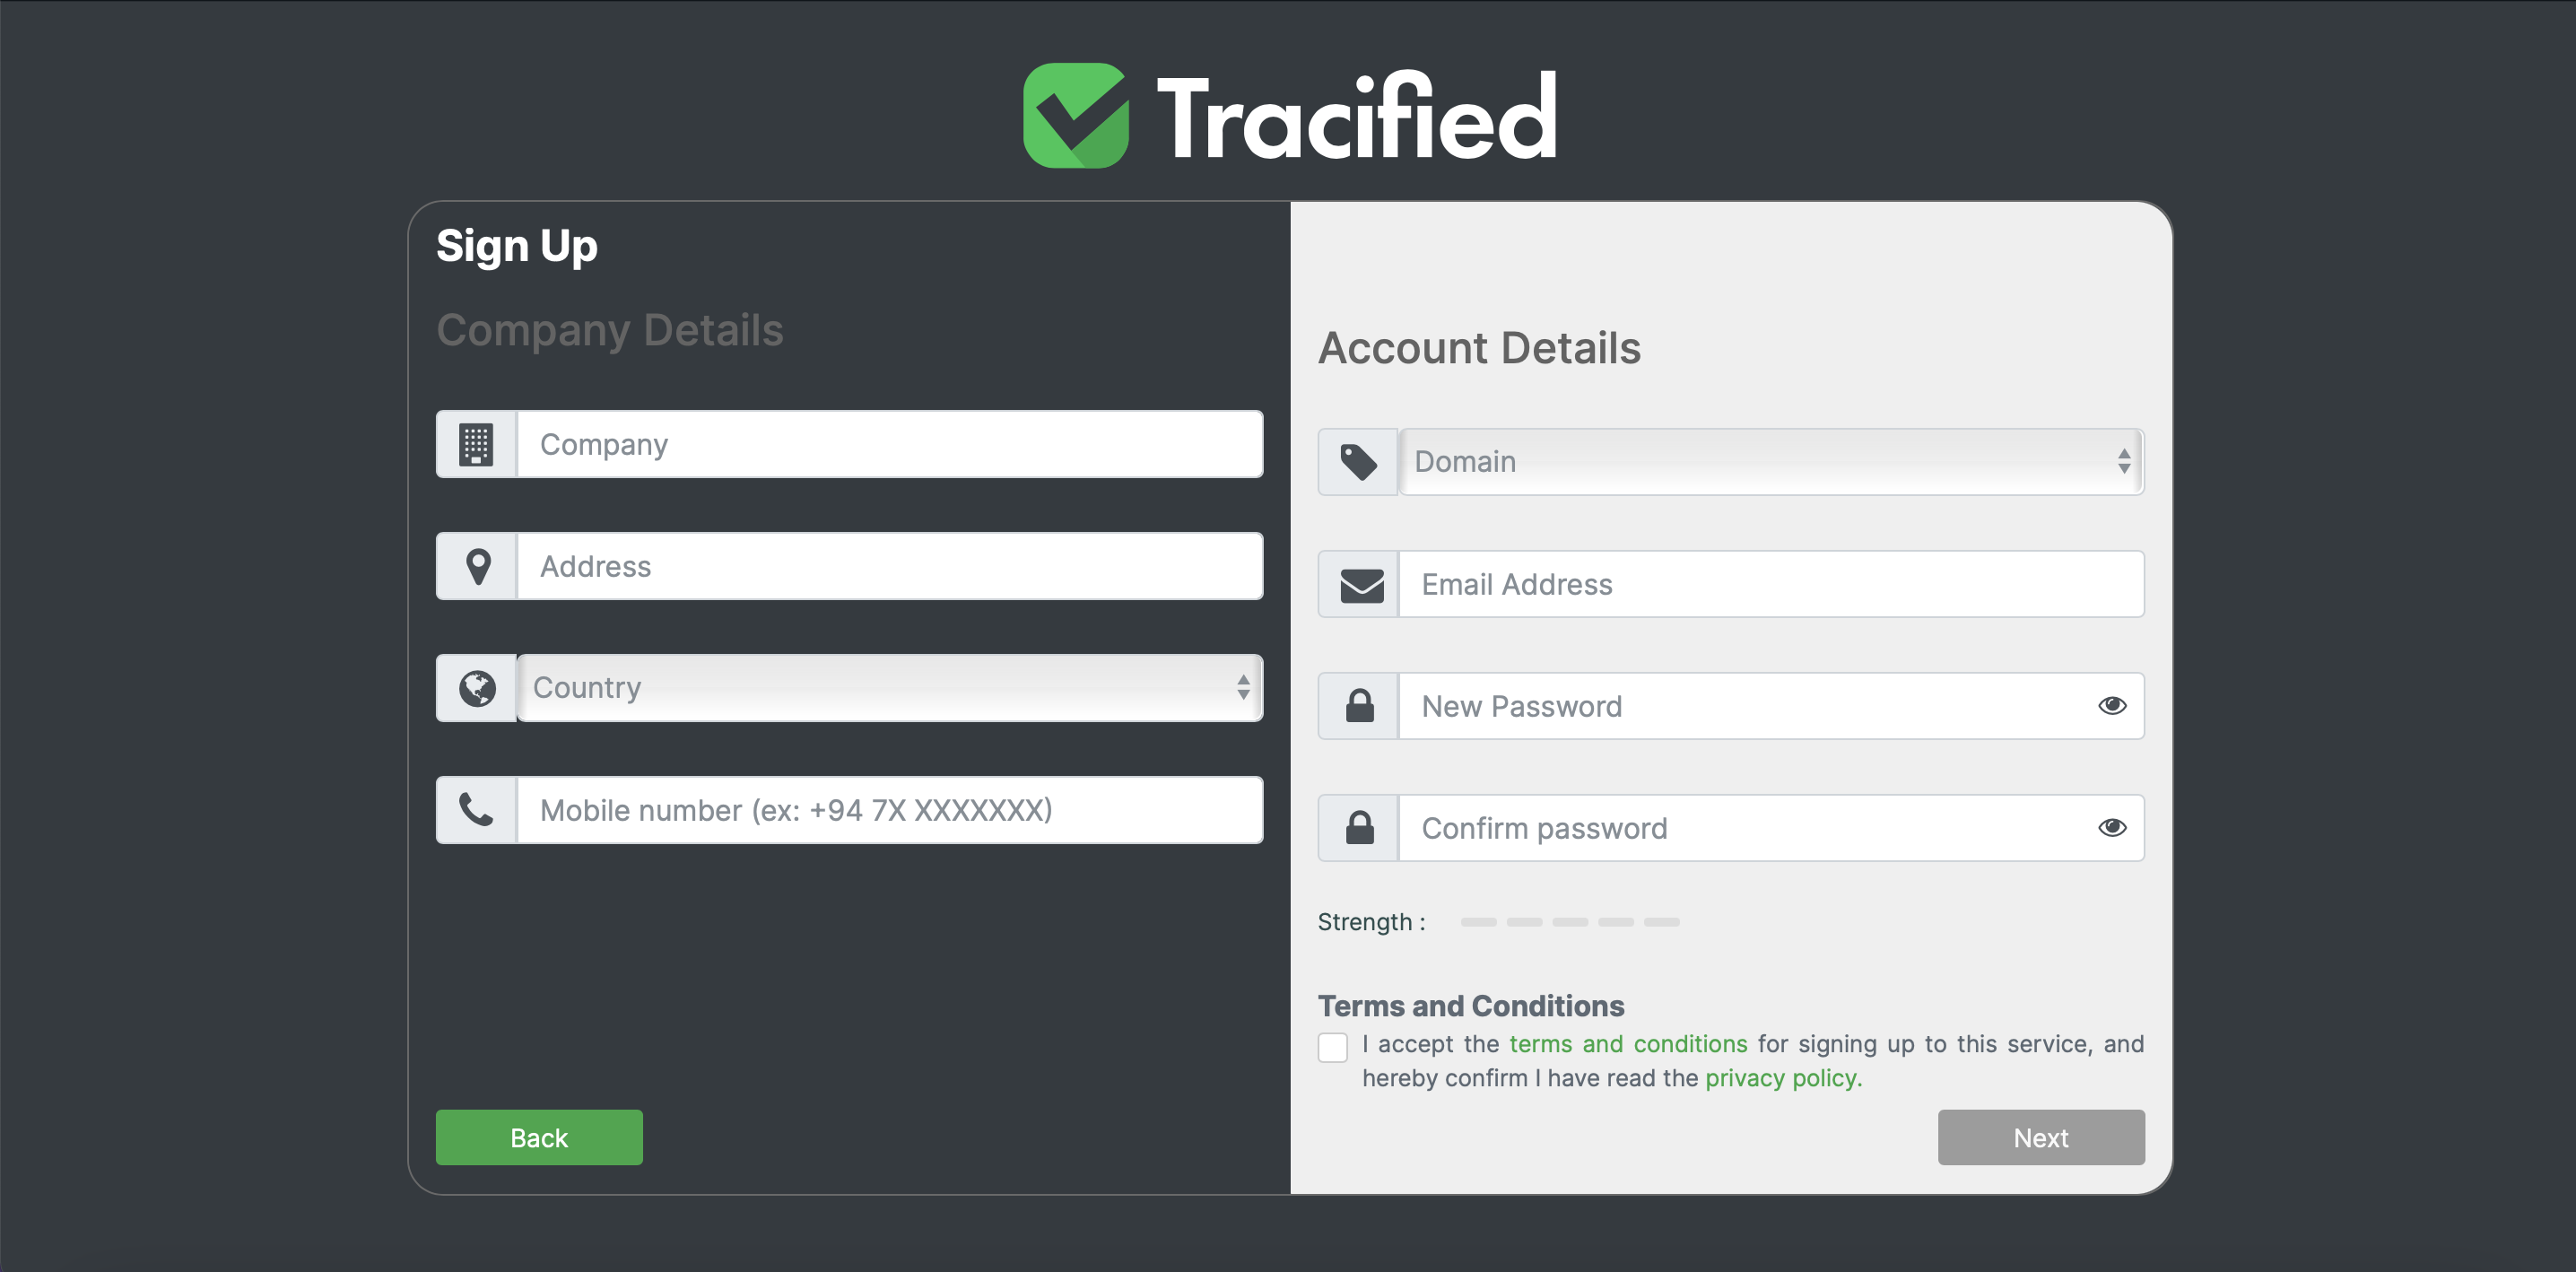 Tracified
Sign Up
Company Details
Company
Address
Country
Mobile number (ex: +94 7X XXXXXXX)
Back
Account Details
Domain
Email Address
New Password
Confirm password
Strength :
Terms and Conditions
I accept the terms and conditions for signing up to this service, and
hereby confirm I have read the privacy policy.
Next